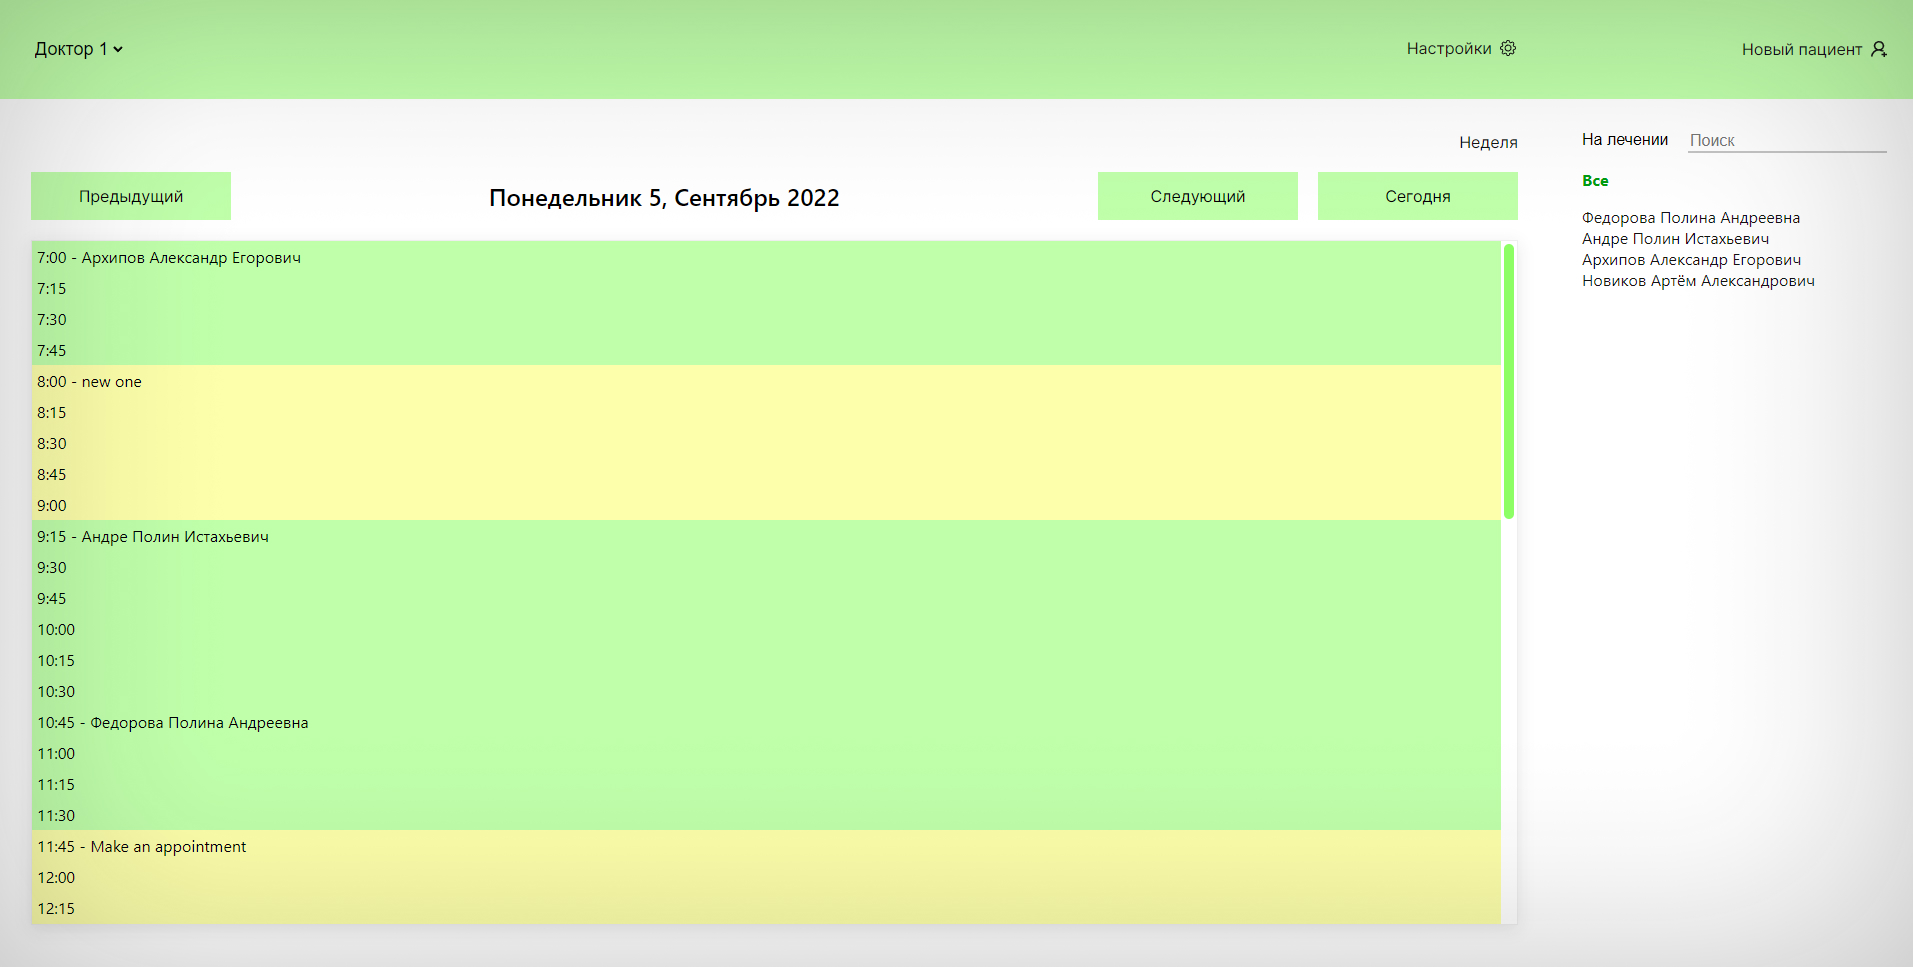 Доктор 1
Настройки
Новый пациент
Неделя
На лечении
Поиск
Предыдущий
Понедельник 5, Сентябрь 2022
Следующий
Сегодня
Все
Федорова Полина Андреевна
Андре Полин Истахьевич
Архипов Александр Егорович
Новиков Артём Александрович
7:00 - Архипов Александр Егорович
7:15
7:30
7:45
8:00 - new one
8:15
8:30
8:45
9:00
9:15 - Андре Полин Истахьевич
9:30
9:45
10:00
10:15
10:30
10:45 - Федорова Полина Андреевна
11:00
11:15
11:30
11:45 - Make an appointment
12:00
12:15